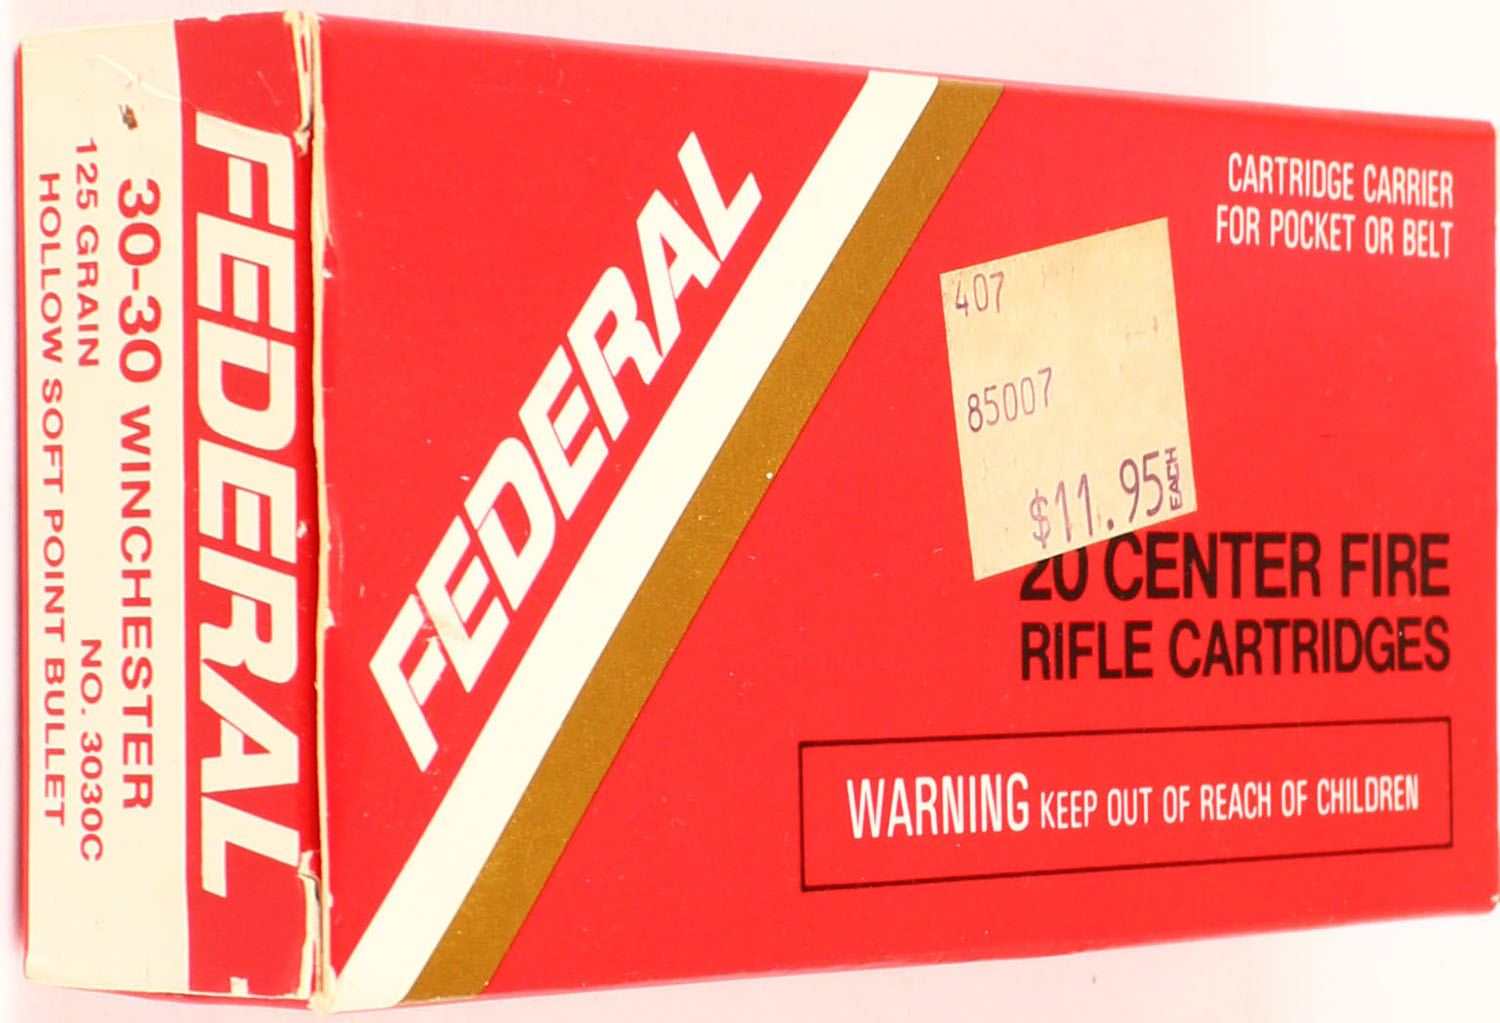 FEDERAL
30-30 WINCHESTER
125 GRAIN NO. 3030C
HOLLOW SOFT POINT BULLET
FEDERAL
CARTRIDGE CARRIER
FOR POCKET OR BELT
407
85007
$11.95 EACH
20 CENTER FIRE
RIFLE CARTRIDGES
WARNING KEEP OUT OF REACH OF CHILDREN